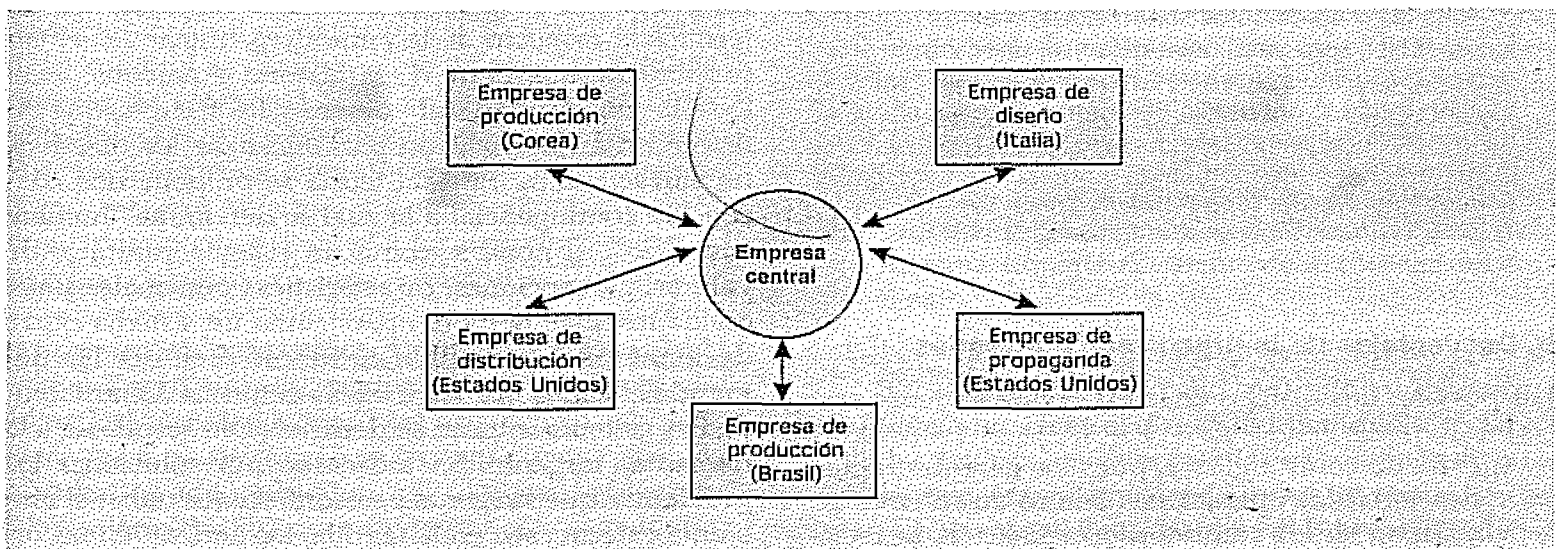 Empresa de
producción
(Corea)
Empresa de
diseño
(Italia)
Empresa
central
Empresa de
distribución
(Estados Unidos)
Empresa de
propaganda
(Estados Unidos)
Empresa de
producción
(Brasil)